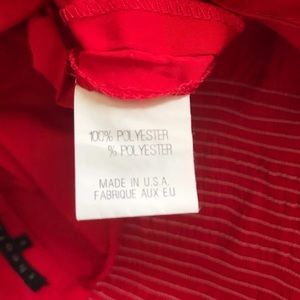 100% POLYESTER
% POLYESTER
MADE IN U.S.A.
FABRIQUE AUX EU